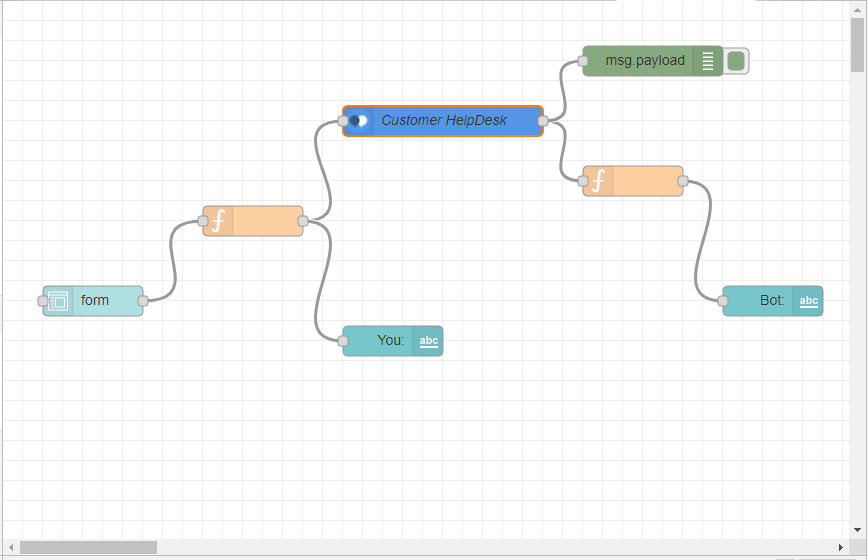 msg.payload
Customer HelpDesk
form
You: abc
Bot: abc